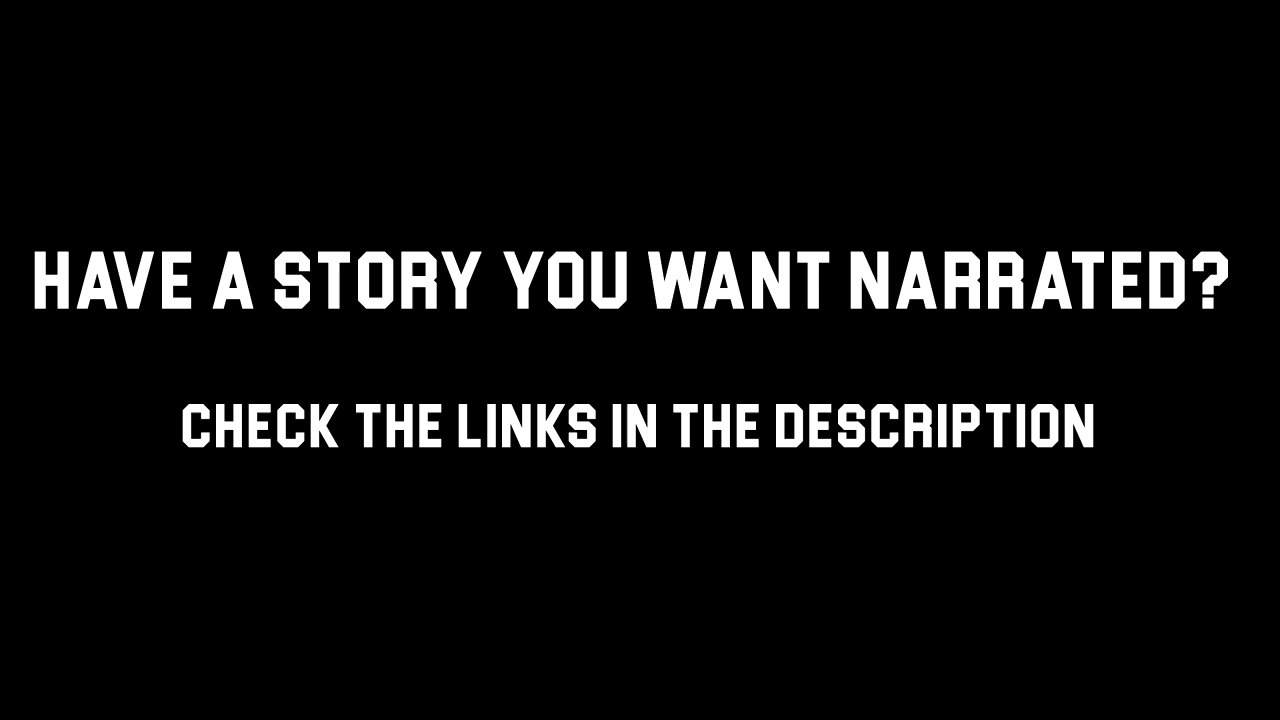 HAVE A STORY YOU WANT NARRATED?
CHECK THE LINKS IN THE DESCRIPTION